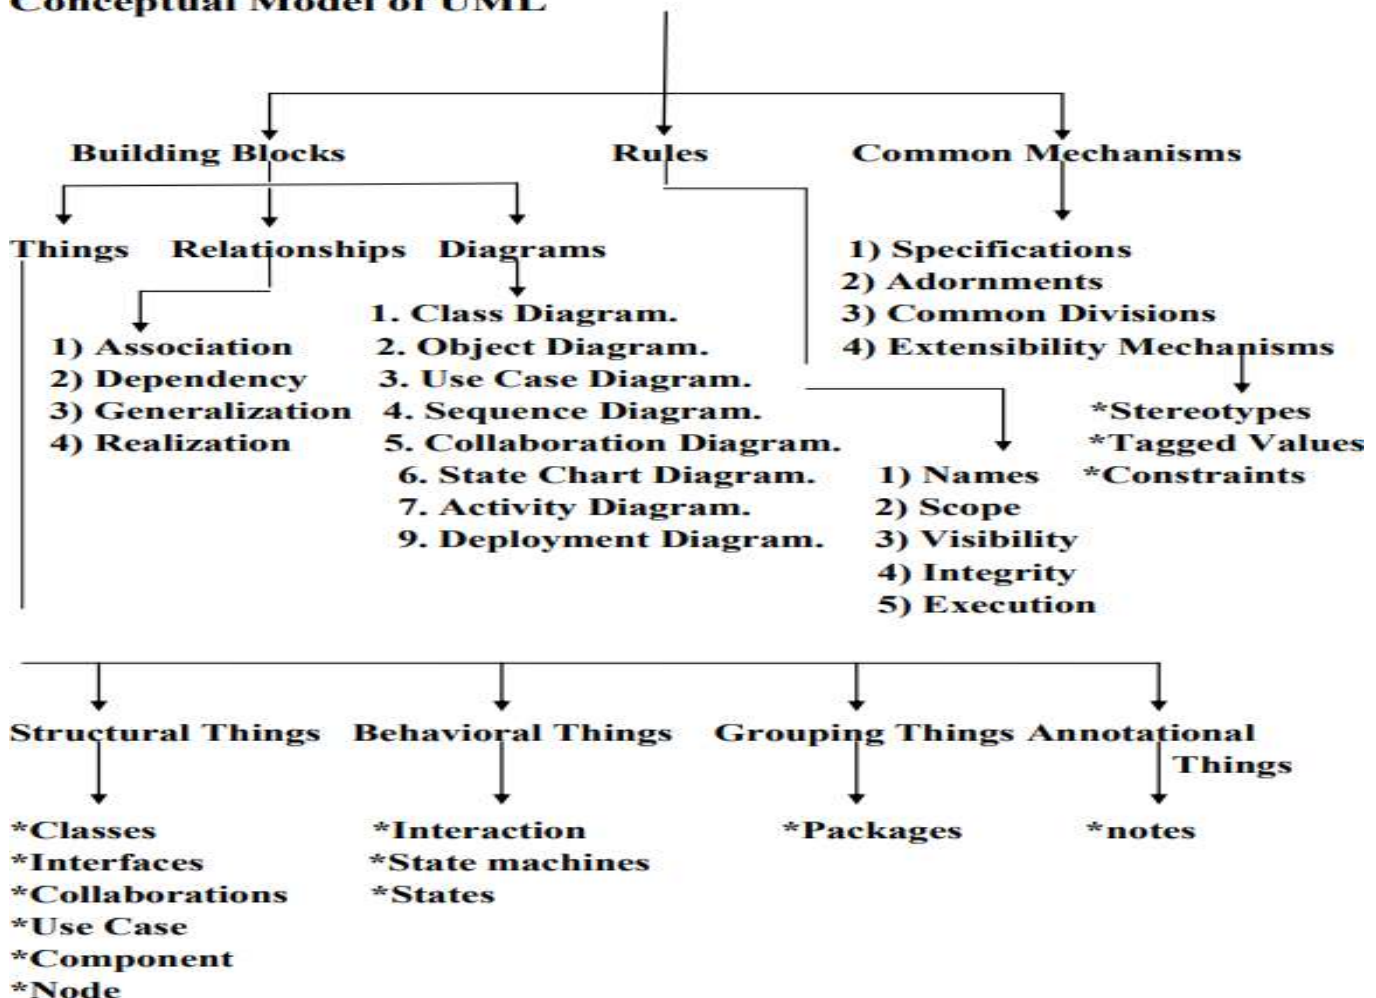 Conceptual Model of UML
Building Blocks
Rules
Common Mechanisms
Things
Relationships
Diagrams
1) Association
2) Dependency
3) Generalization
4) Realization
1. Class Diagram.
2. Object Diagram.
3. Use Case Diagram.
4. Sequence Diagram.
5. Collaboration Diagram.
6. State Chart Diagram.
7. Activity Diagram.
9. Deployment Diagram.
1) Names
2) Scope
3) Visibility
4) Integrity
5) Execution
1) Specifications
2) Adornments
3) Common Divisions
4) Extensibility Mechanisms
*Stereotypes
*Tagged Values
*Constraints
Structural Things
*Classes
*Interfaces
*Collaborations
*Use Case
*Component
*Node
Behavioral Things
*Interaction
*State machines
*States
Grouping Things
*Packages
Annotational
Things
*notes